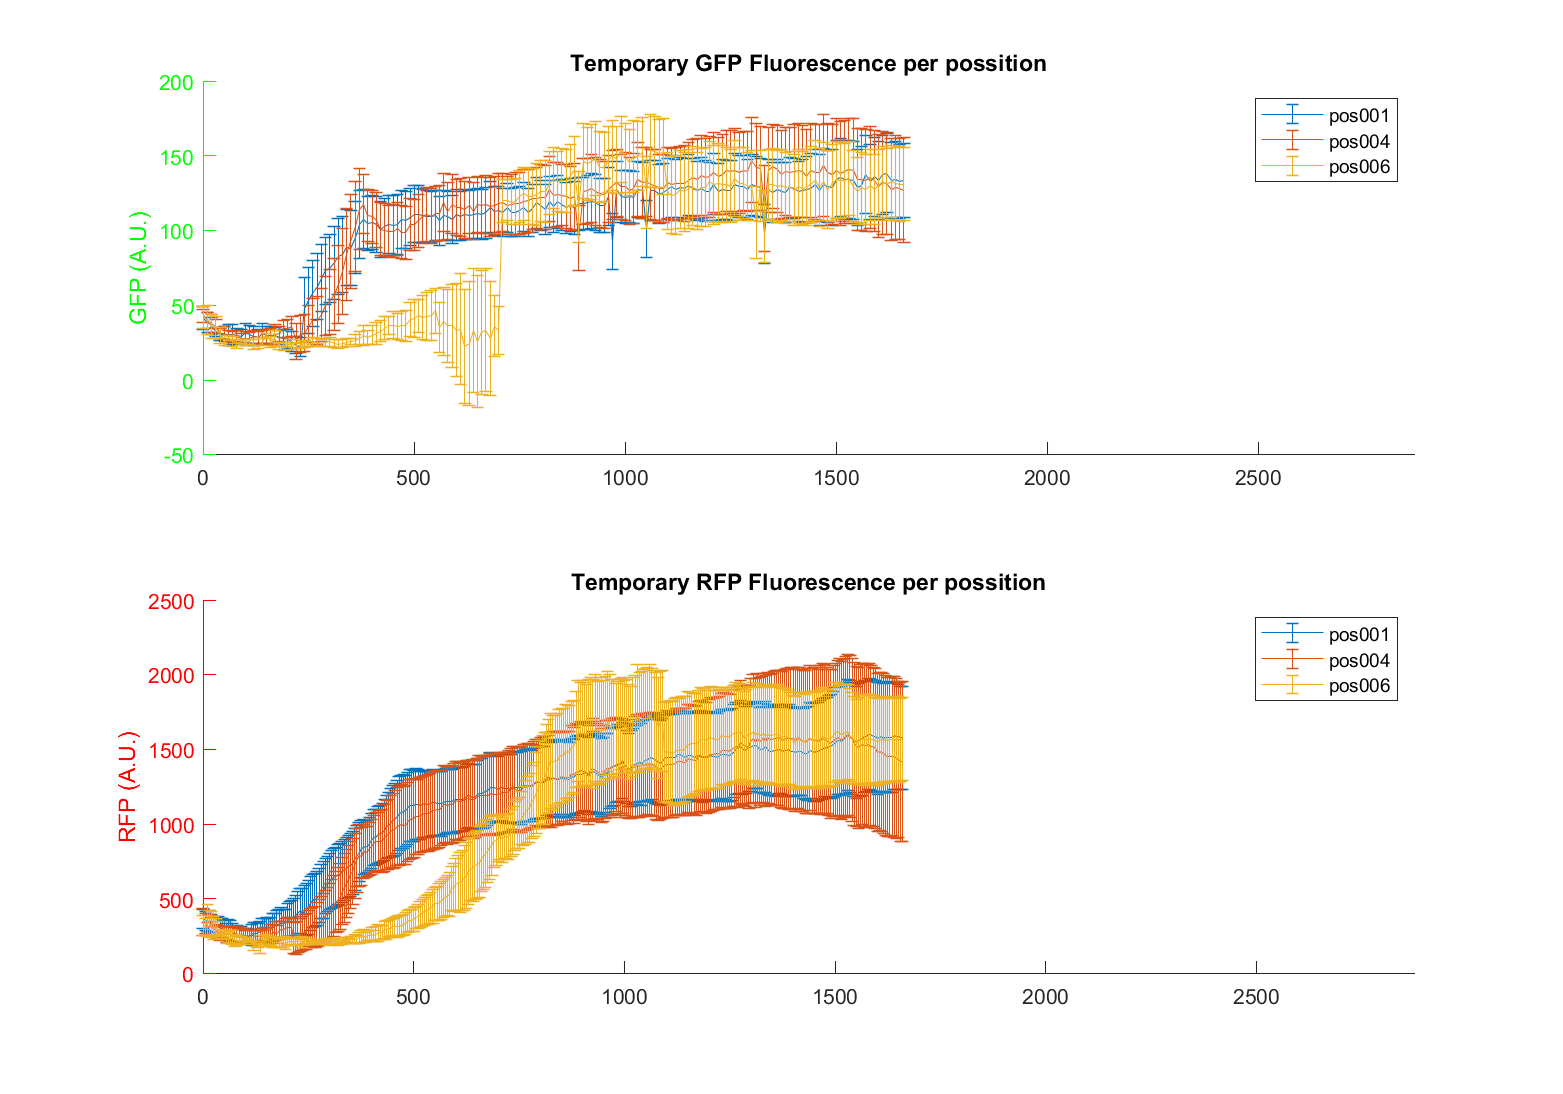 Temporary GFP Fluorescence per possition
200
150
100
50
0
-50
GFP (A.U.)
0 500 1000 1500 2000 2500
pos001
pos004
pos006
Temporary RFP Fluorescence per possition
2500
2000
1500
1000
500
0
RFP (A.U.)
0 500 1000 1500 2000 2500
pos001
pos004
pos006